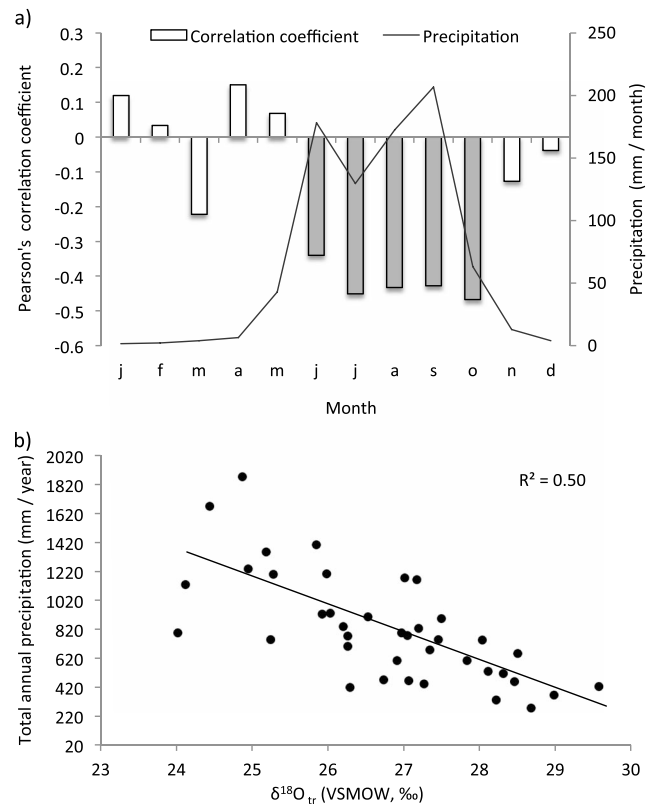 a)
Correlation coefficient
Precipitation
Pearson's correlation coefficient
0.3
0.2
0.1
0
-0.1
-0.2
-0.3
-0.4
-0.5
-0.6
250
200
150
100
50
0
Precipitation (mm / month)
j f m a m j j a s o n d
Month
b)
Total annual precipitation (mm / year)
2020
1820
1620
1420
1220
1020
820
620
420
220
20
R² = 0.50
23 24 25 26 27 28 29 30
δ¹⁸O tr (VSMOW, ‰)